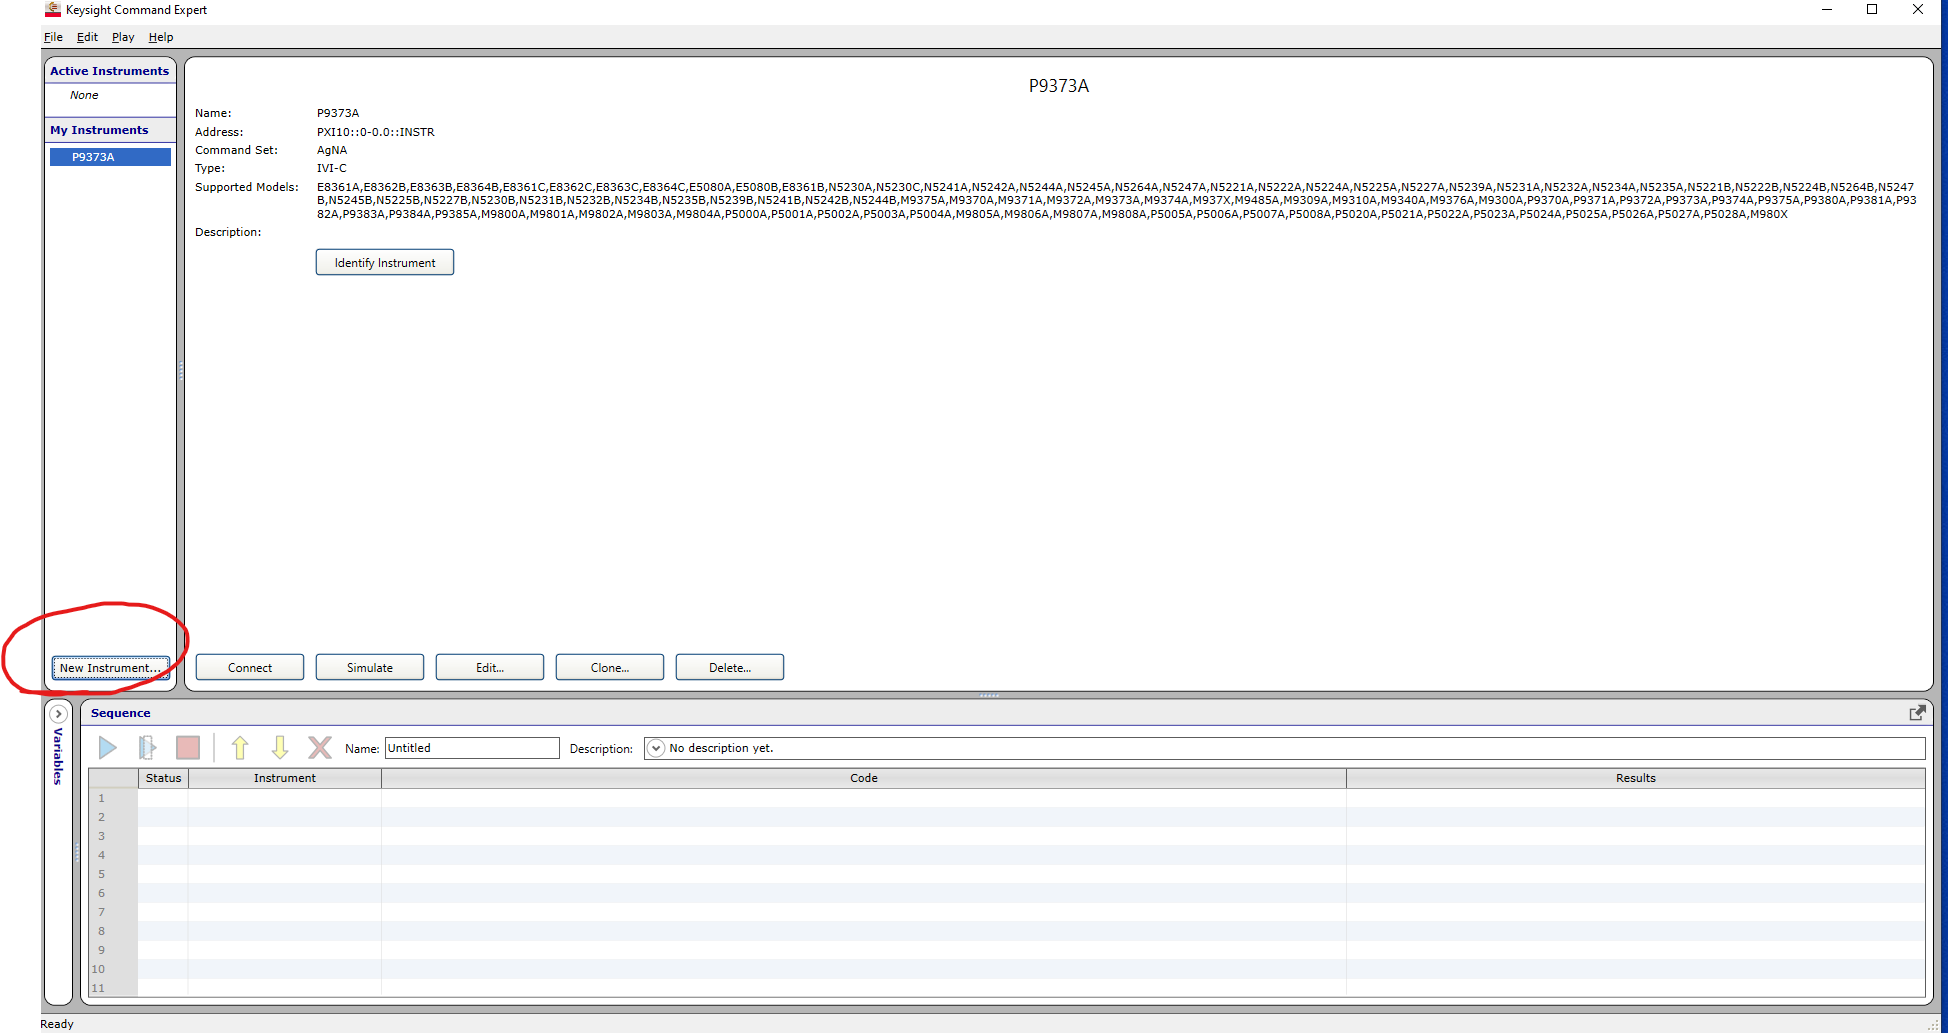 Keysight Command Expert
File Edit Play Help
Active Instruments
None
My Instruments
P9373A
New Instrument...
P9373A
Name: P9373A
Address: PXI10::0-0.0::INSTR
Command Set: AgNA
Type: IVI-C
Supported Models: E8361A,E8362B,E8363B,E8364B,E8361C,E8362C,E8363C,E8364C,E5080A,E5080B,E8361B,N5230A,N5230C,N5241A,N5242A,N5244A,N5245A,N5264A,N5247A,N5221A,N5222A,N5224A,N5225A,N5227A,N5239A,N5231A,N5232A,N5234A,N5235A,N5221B,N5222B,N5224B,N5264B,N5247
B,N5245B,N5225B,N5227B,N5230B,N5231B,N5232B,N5234B,N5235B,N5239B,N5241B,N5242B,N5244B,M9375A,M9370A,M9371A,M9372A,M9373A,M9374A,M937X,M9485A,M9309A,M9310A,M9340A,M9376A,M9300A,P9370A,P9371A,P9372A,P9373A,P9374A,P9375A,P9380A,P9381A,P93
82A,P9383A,P9384A,P9385A,M9800A,M9801A,M9802A,M9803A,M9804A,P5000A,P5001A,P5002A,P5003A,P5004A,M9805A,M9806A,M9807A,M9808A,P5005A,P5006A,P5007A,P5008A,P5020A,P5021A,P5022A,P5023A,P5024A,P5025A,P5026A,P5027A,P5028A,M980X
Description:
Identify Instrument
Connect Simulate Edit... Clone... Delete...
Variables
Sequence
Name: Untitled Description: No description yet.
Status Instrument Code Results
1
2
3
4
5
6
7
8
9
10
11
Ready